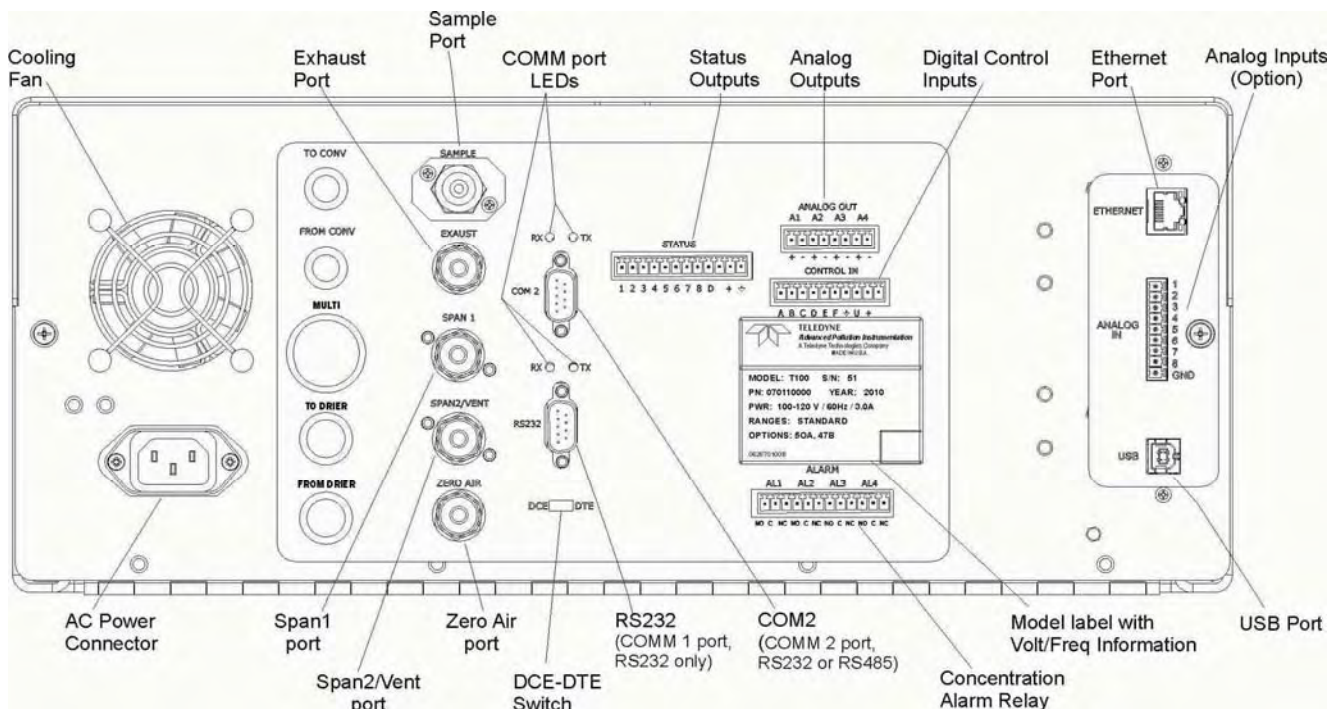 Sample
Port
Cooling
Fan
Exhaust
Port
COMM port
LEDs
Status
Outputs
Analog
Outputs
Digital Control
Inputs
Ethernet
Port
Analog Inputs
(Option)
TO CONV
SAMPLE
FROM CONV
EXAUST
MULTI
SPAN 1
TO DRIER
SPAN2/VENT
FROM DRIER
ZERO AIR
RX TX
COM 2
RX TX
RS232
DCE DTE
STATUS
1 2 3 4 5 6 7 8 D +
ANALOG OUT
A1 A2 A3 A4
+ - + - + - + -
CONTROL IN
A B C D E F U +
TELEDYNE
Advanced Pollution Instrumentation
A Teledyne Technologies Company
MADE IN USA
MODEL: T100 S/N: 51
PN: 070110000 YEAR: 2010
PWR: 100-120 V / 60Hz / 3.0A
RANGES: STANDARD
OPTIONS: 50A, 47B
ALARM
AL1 AL2 AL3 AL4
NO C NC NO C NC NO C NC NO C NC
ETHERNET
ANALOG
IN
1
2
3
4
5
6
7
8
GND
USB
AC Power
Connector
Span1
port
Span2/Vent
port
Zero Air
port
DCE-DTE
Switch
RS232
(COMM 1 port,
RS232 only)
COM2
(COMM 2 port,
RS232 or RS485)
Concentration
Alarm Relay
Model label with
Volt/Freq Information
USB Port